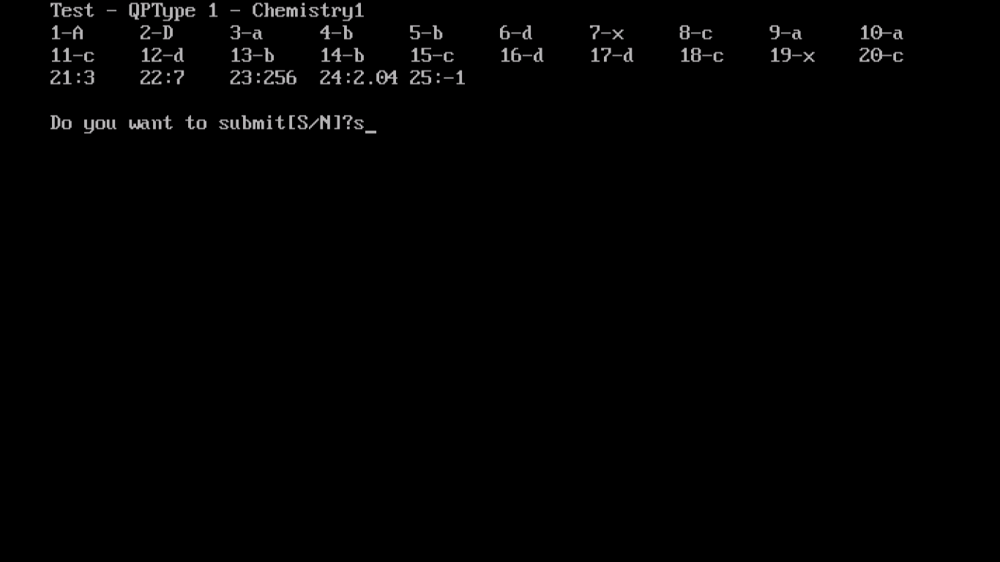 Test - QPType 1 - Chemistry1
1-A 2-D 3-a 4-b 5-b 6-d 7-x 8-c 9-a 10-a
11-c 12-d 13-b 14-b 15-c 16-d 17-d 18-c 19-x 20-c
21:3 22:7 23:256 24:2.04 25:-1
Do you want to submit[S/N]?s_